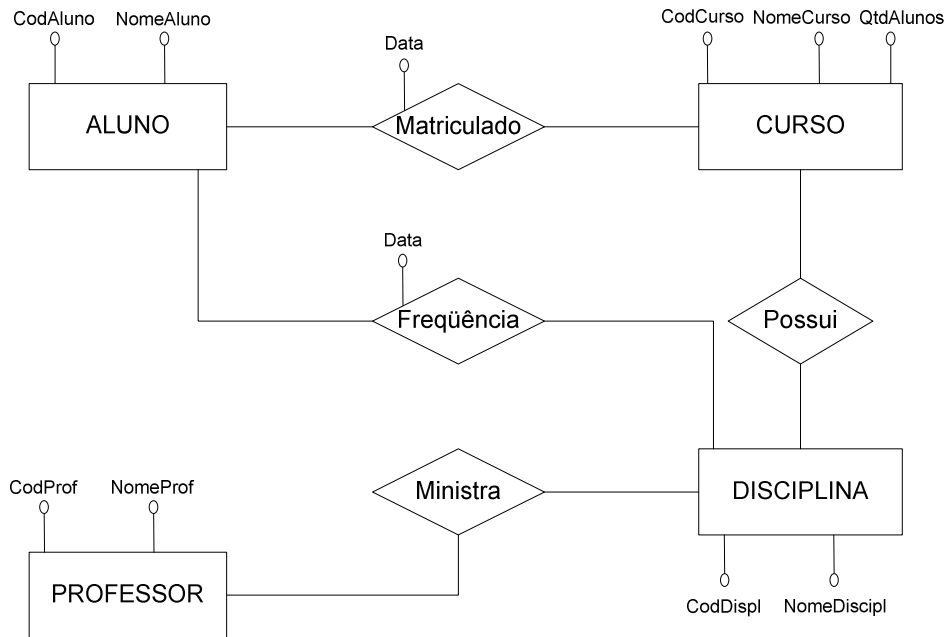 CodAluno NomeAluno
CodCurso NomeCurso QtdAlunos
Data
ALUNO
Matriculado
CURSO
Data
Freqüência
Possui
CodProf NomeProf
Ministra
DISCIPLINA
PROFESSOR
CodDispl NomeDiscipl